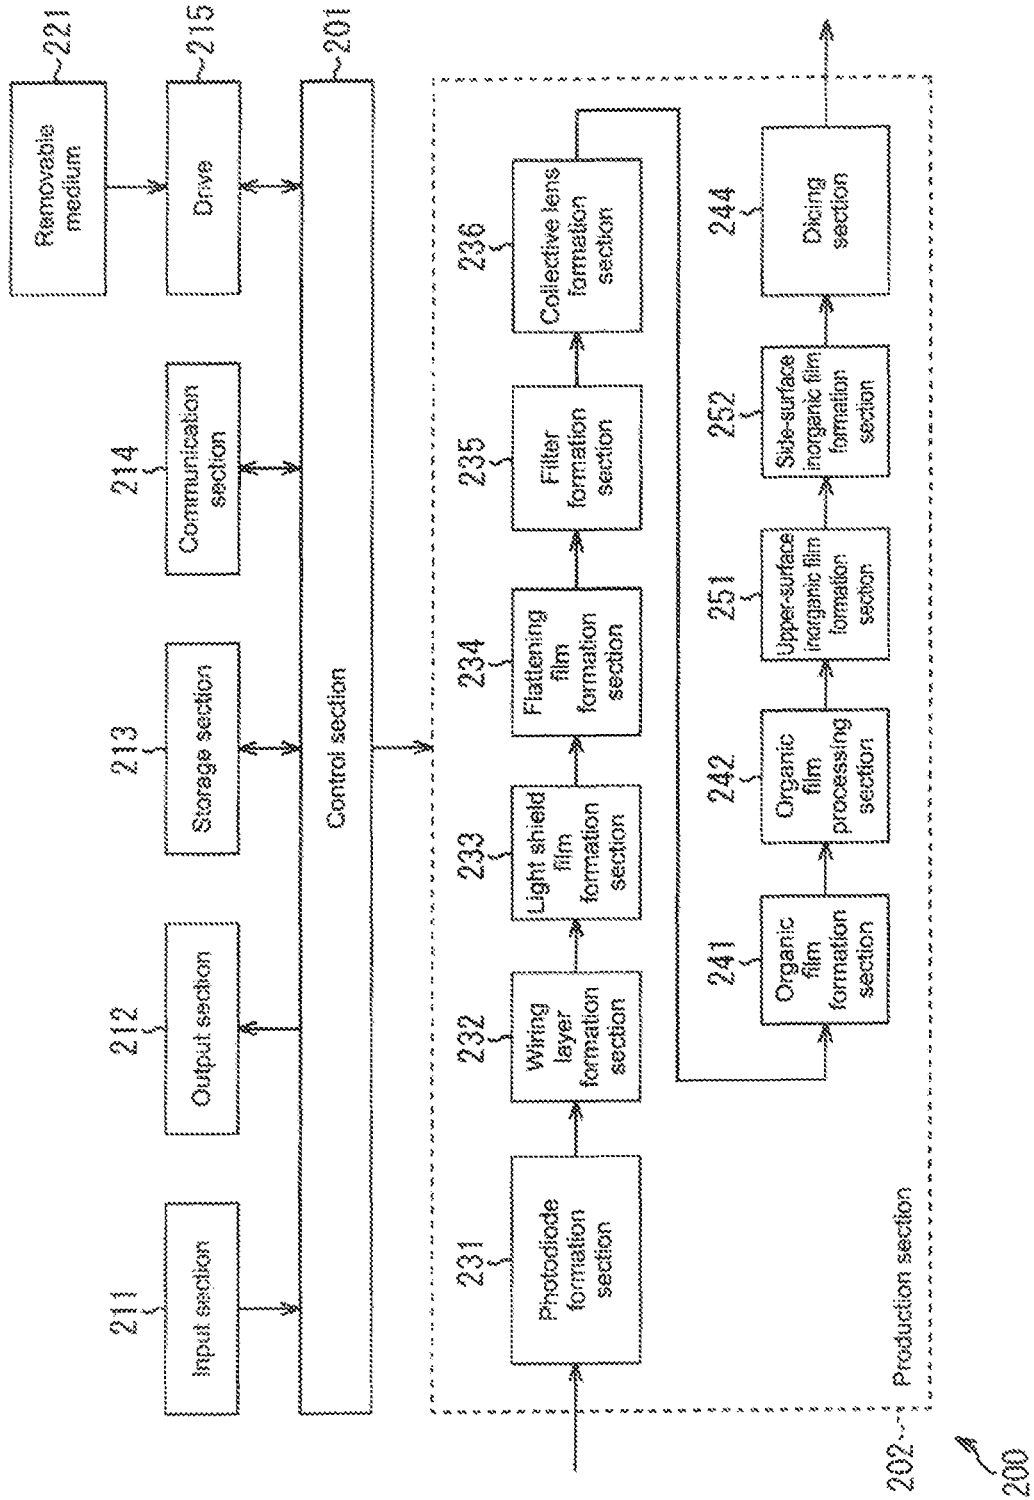 211
Input section
212
Output section
213
Storage section
214
Communication
section
215
Drive
221
Removable
medium
201
Control section
231
Photodiode
formation
section
232
Wiring
layer
formation
section
233
Light shield
film
formation
section
234
Flattening
film
formation
section
235
Filter
formation
section
236
Collective lens
formation
section
241
Organic
film
formation
section
242
Organic
film
processing
section
251
Upper-surface
inorganic film
formation
section
252
Side-surface
inorganic film
formation
section
244
Dicing
section
Production section
202
200